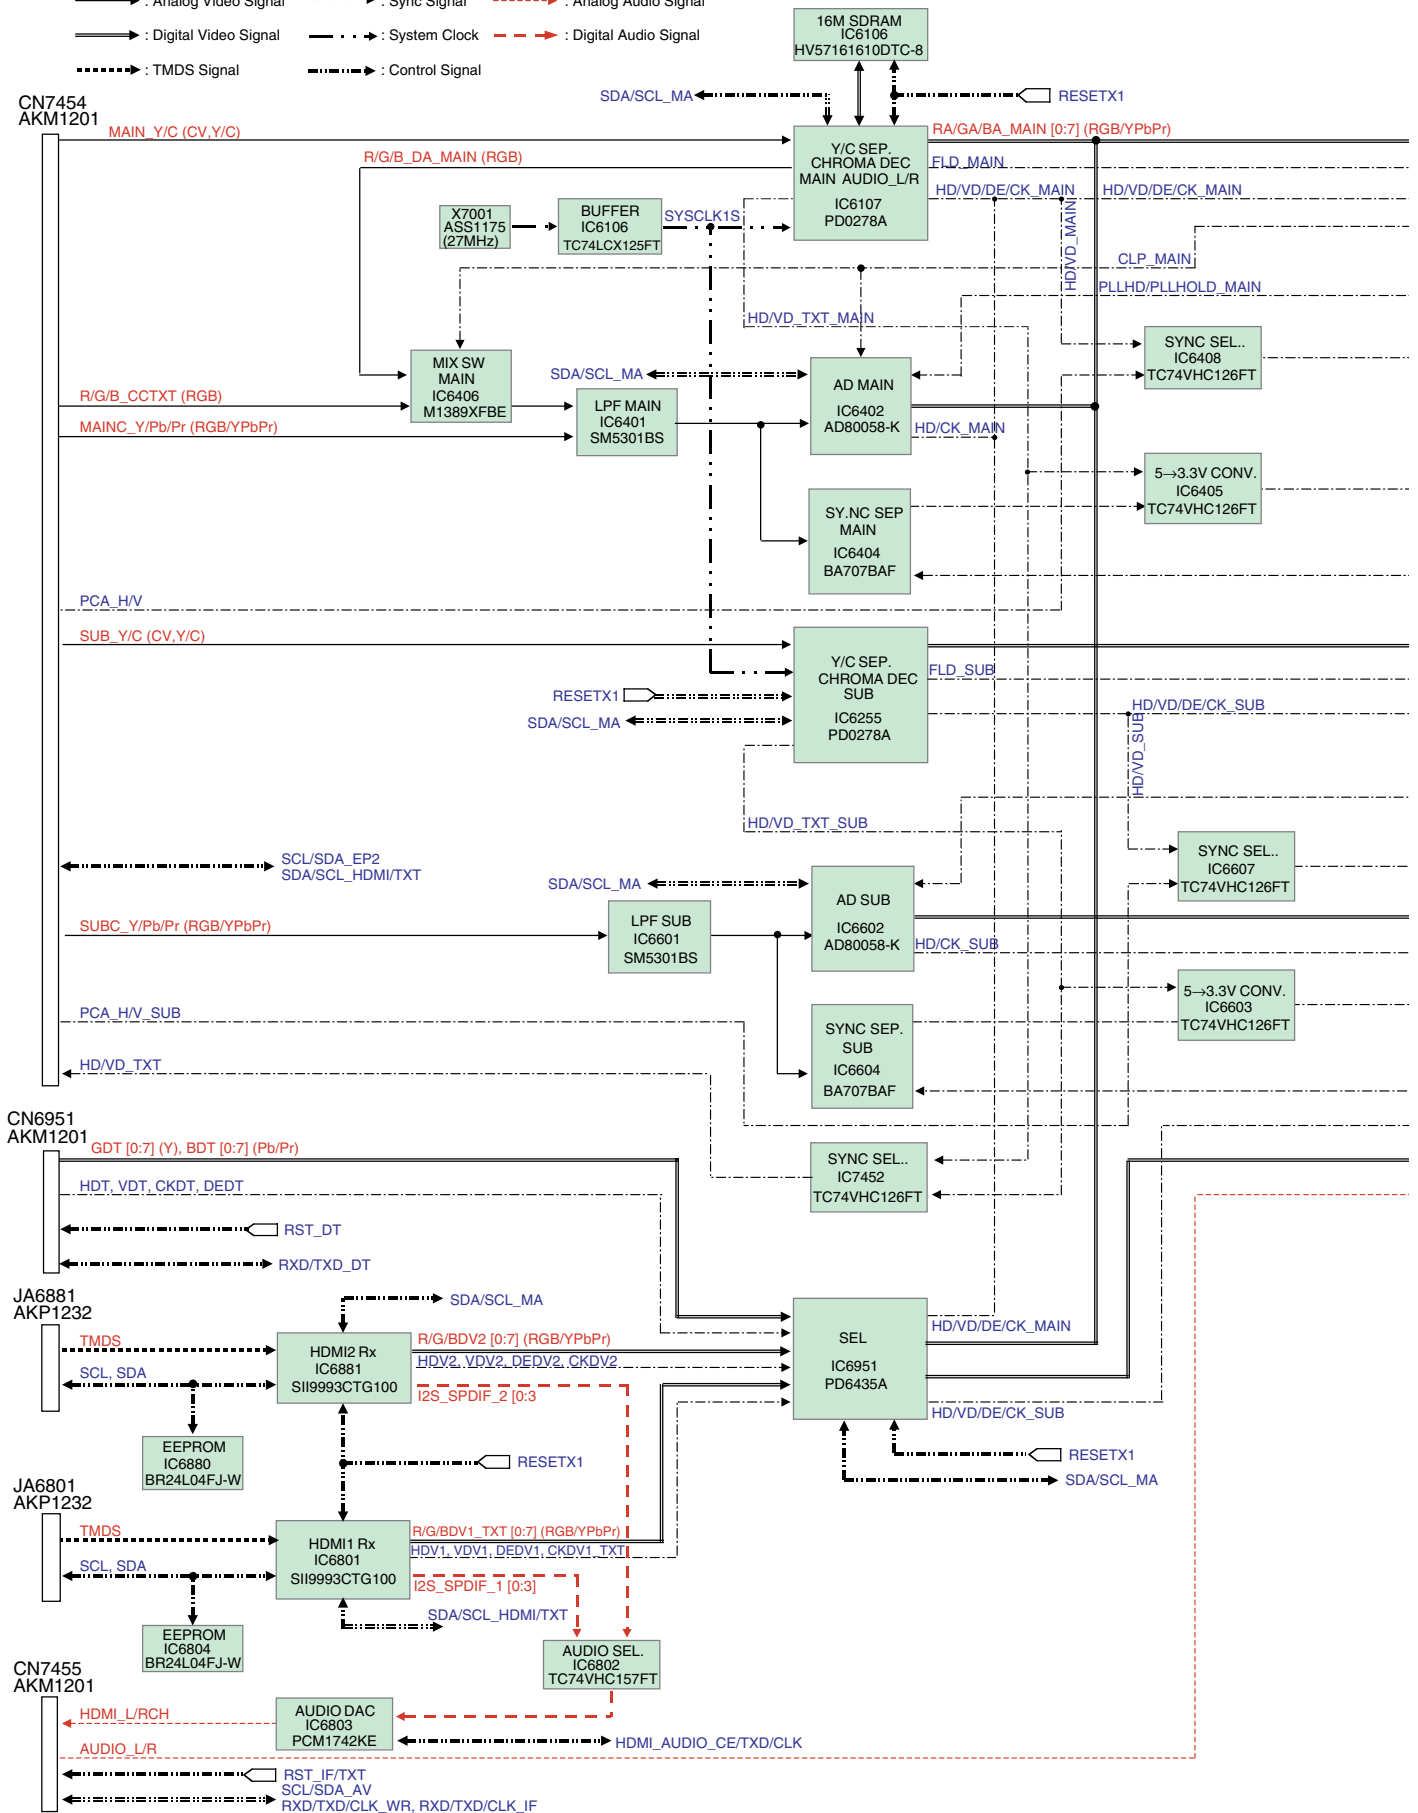 : Analog Video Signal
: Sync Signal
: Analog Audio Signal
: Digital Video Signal
: System Clock
: Digital Audio Signal
: TMDS Signal
: Control Signal
16M SDRAM
IC6106
HV57161610DTC-8
SDA/SCL_MA
RESETX1
CN7454
AKM1201
MAIN_Y/C (CV,Y/C)
R/G/B_DA_MAIN (RGB)
Y/C SEP.
CHROMA DEC
MAIN AUDIO_L/R
IC6107
PD0278A
RA/GA/BA_MAIN [0:7] (RGB/YPbPr)
FLD_MAIN
HD/VD/DE/CK_MAIN
HD/VD/DE/CK_MAIN
HD/VD_MAIN
X7001
ASS1175
(27MHz)
BUFFER
IC6106
TC74LCX125FT
SYSCLK1S
CLP_MAIN
PLLHD/PLLHOLD_MAIN
HD/VD_TXT_MAIN
MIX SW
MAIN
IC6406
M1389XFBE
SDA/SCL_MA
AD MAIN
IC6402
AD80058-K
SYNC SEL..
IC6408
TC74VHC126FT
R/G/B_CCTXT (RGB)
MAINC_Y/Pb/Pr (RGB/YPbPr)
LPF MAIN
IC6401
SM5301BS
HD/CK_MAIN
5→3.3V CONV.
IC6405
TC74VHC126FT
SY.NC SEP
MAIN
IC6404
BA707BAF
PCA_H/V
SUB_Y/C (CV,Y/C)
Y/C SEP.
CHROMA DEC
SUB
IC6255
PD0278A
FLD_SUB
RESETX1
SDA/SCL_MA
HD/VD/DE/CK_SUB
HD/VD_SUB
HD/VD_TXT_SUB
SCL/SDA_EP2
SDA/SCL_HDMI/TXT
SDA/SCL_MA
AD SUB
IC6602
AD80058-K
SYNC SEL..
IC6607
TC74VHC126FT
SUBC_Y/Pb/Pr (RGB/YPbPr)
LPF SUB
IC6601
SM5301BS
HD/CK_SUB
5→3.3V CONV.
IC6603
TC74VHC126FT
PCA_H/V_SUB
SYNC SEP.
SUB
IC6604
BA707BAF
HD/VD_TXT
CN6951
AKM1201
GDT [0:7] (Y), BDT [0:7] (Pb/Pr)
HDT, VDT, CKDT, DEDT
SYNC SEL..
IC7452
TC74VHC126FT
RST_DT
RXD/TXD_DT
JA6881
AKP1232
SDA/SCL_MA
TMDS
SCL, SDA
HDMI2 Rx
IC6881
SII9993CTG100
R/G/BDV2 [0:7] (RGB/YPbPr)
HDV2, VDV2, DEDV2, CKDV2
I2S_SPDIF_2 [0:3
SEL
IC6951
PD6435A
HD/VD/DE/CK_MAIN
HD/VD/DE/CK_SUB
EEPROM
IC6880
BR24L04FJ-W
RESETX1
RESETX1
SDA/SCL_MA
JA6801
AKP1232
TMDS
SCL, SDA
HDMI1 Rx
IC6801
SII9993CTG100
R/G/BDV1_TXT [0:7] (RGB/YPbPr)
HDV1, VDV1, DEDV1, CKDV1_TXT
I2S_SPDIF_1 [0:3]
SDA/SCL_HDMI/TXT
EEPROM
IC6804
BR24L04FJ-W
AUDIO SEL.
IC6802
TC74VHC157FT
CN7455
AKM1201
HDMI_L/RCH
AUDIO DAC
IC6803
PCM1742KE
HDMI_AUDIO_CE/TXD/CLK
AUDIO_L/R
RST_IF/TXT
SCL/SDA_AV
RXD/TXD/CLK_WR, RXD/TXD/CLK_IF